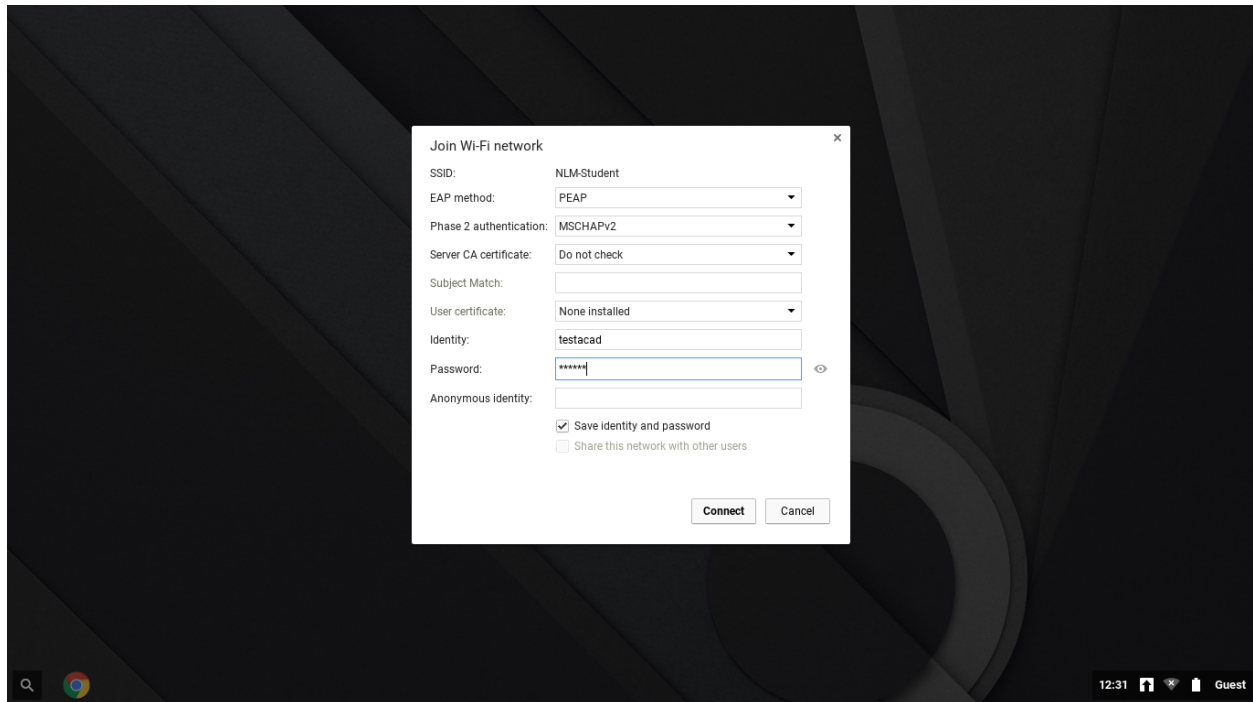 Join Wi-Fi network
SSID: NLM-Student
EAP method: PEAP
Phase 2 authentication: MSCHAPv2
Server CA certificate: Do not check
Subject Match:
User certificate: None installed
Identity: testacad
Password: ******
Anonymous identity:
Save identity and password
Share this network with other users
Connect Cancel
12:31 Guest